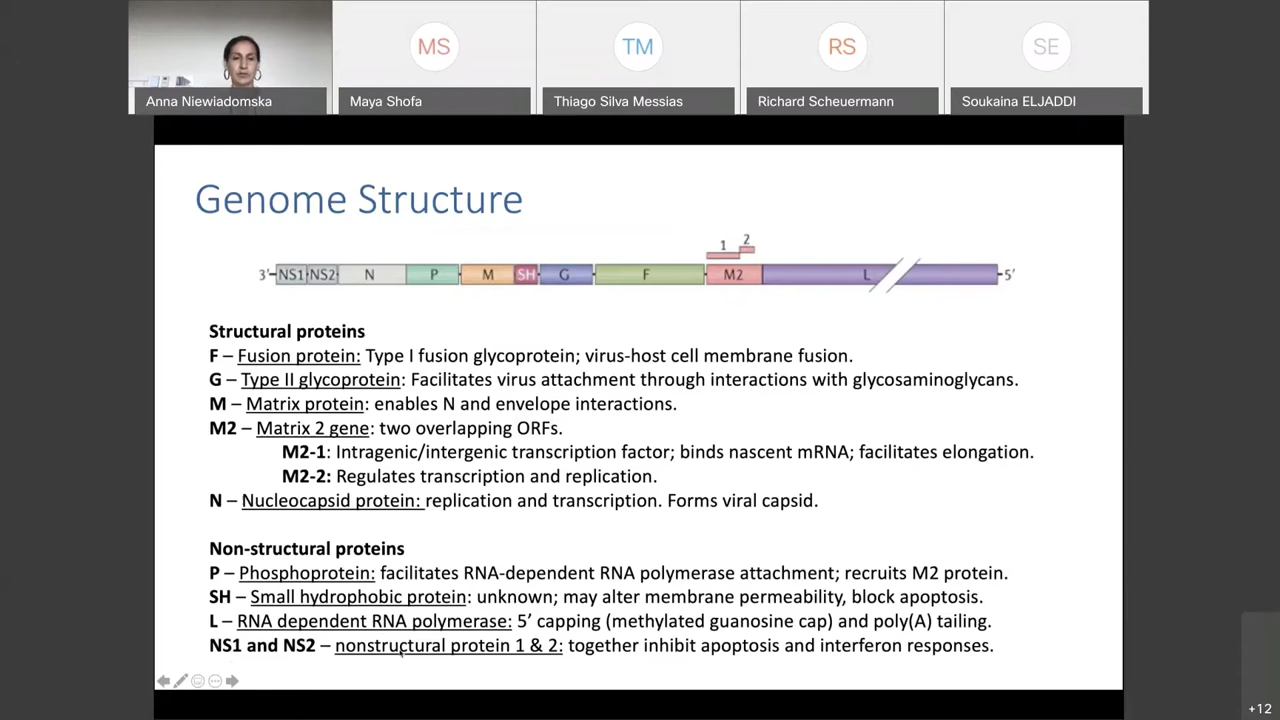 MS
TM
RS
SE
Anna Niewiadomska
Maya Shofa
Thiago Silva Messias
Richard Scheuermann
Soukaina ELJADDI
Genome Structure
1
2
3'
NS1
NS2
N
P
M
SH
G
F
M2
L
5'
Structural proteins
F – Fusion protein: Type I fusion glycoprotein; virus-host cell membrane fusion.
G – Type II glycoprotein: Facilitates virus attachment through interactions with glycosaminoglycans.
M – Matrix protein: enables N and envelope interactions.
M2 – Matrix 2 gene: two overlapping ORFs.
M2-1: Intragenic/intergenic transcription factor; binds nascent mRNA; facilitates elongation.
M2-2: Regulates transcription and replication.
N – Nucleocapsid protein: replication and transcription. Forms viral capsid.
Non-structural proteins
P – Phosphoprotein: facilitates RNA-dependent RNA polymerase attachment; recruits M2 protein.
SH – Small hydrophobic protein: unknown; may alter membrane permeability, block apoptosis.
L – RNA dependent RNA polymerase: 5’ capping (methylated guanosine cap) and poly(A) tailing.
NS1 and NS2 – nonstructural protein 1 & 2: together inhibit apoptosis and interferon responses.
+12